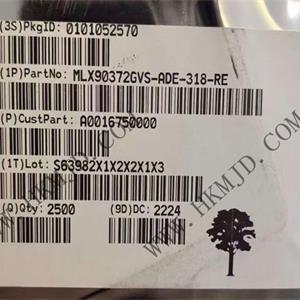 (3S)PkgID: 0101052570
(1P)PartNo: MLX90372GVS-ADE-318-RE
(P)CustPart: A0016750000
(1T)Lot: S63982X1X2X2X1X3
(Q)Qty: 2500 (9D)DC: 2224
WWW.HKMJD.COM